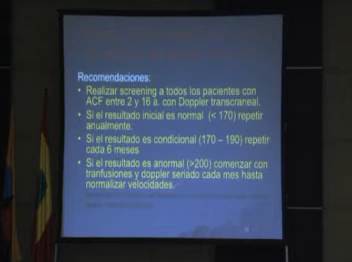 Recomendaciones:
• Realizar screening a todos los pacientes con
ACF entre 2 y 16 a. con Doppler transcraneal.
• Si el resultado inicial es normal (< 170) repetir
anualmente.
• Si el resultado es condicional (170 – 190) repetir
cada 6 meses
• Si el resultado es anormal (>200) comenzar con
tranfusiones y doppler seriado cada mes hasta
normalizar velocidades.